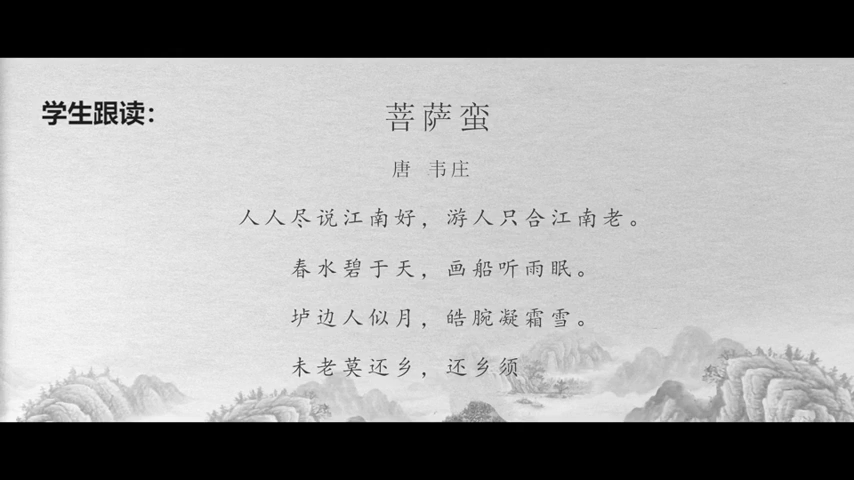 学生跟读：
菩萨蛮
唐 韦庄
人人尽说江南好，游人只合江南老。
春水碧于天，画船听雨眠。
垆边人似月，皓腕凝霜雪。
未老莫还乡，还乡须